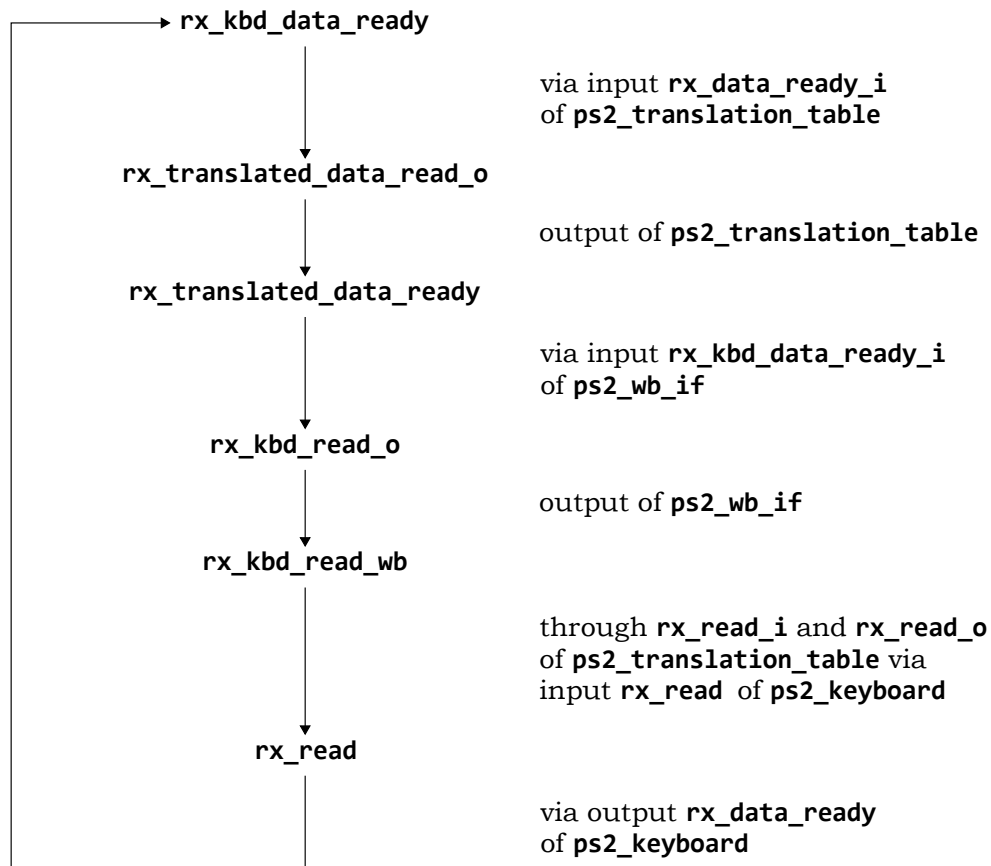 rx_kbd_data_ready
via input rx_data_ready_i
of ps2_translation_table
rx_translated_data_read_o
output of ps2_translation_table
rx_translated_data_ready
via input rx_kbd_data_ready_i
of ps2_wb_if
rx_kbd_read_o
output of ps2_wb_if
rx_kbd_read_wb
through rx_read_i and rx_read_o
of ps2_translation_table via
input rx_read of ps2_keyboard
rx_read
via output rx_data_ready
of ps2_keyboard